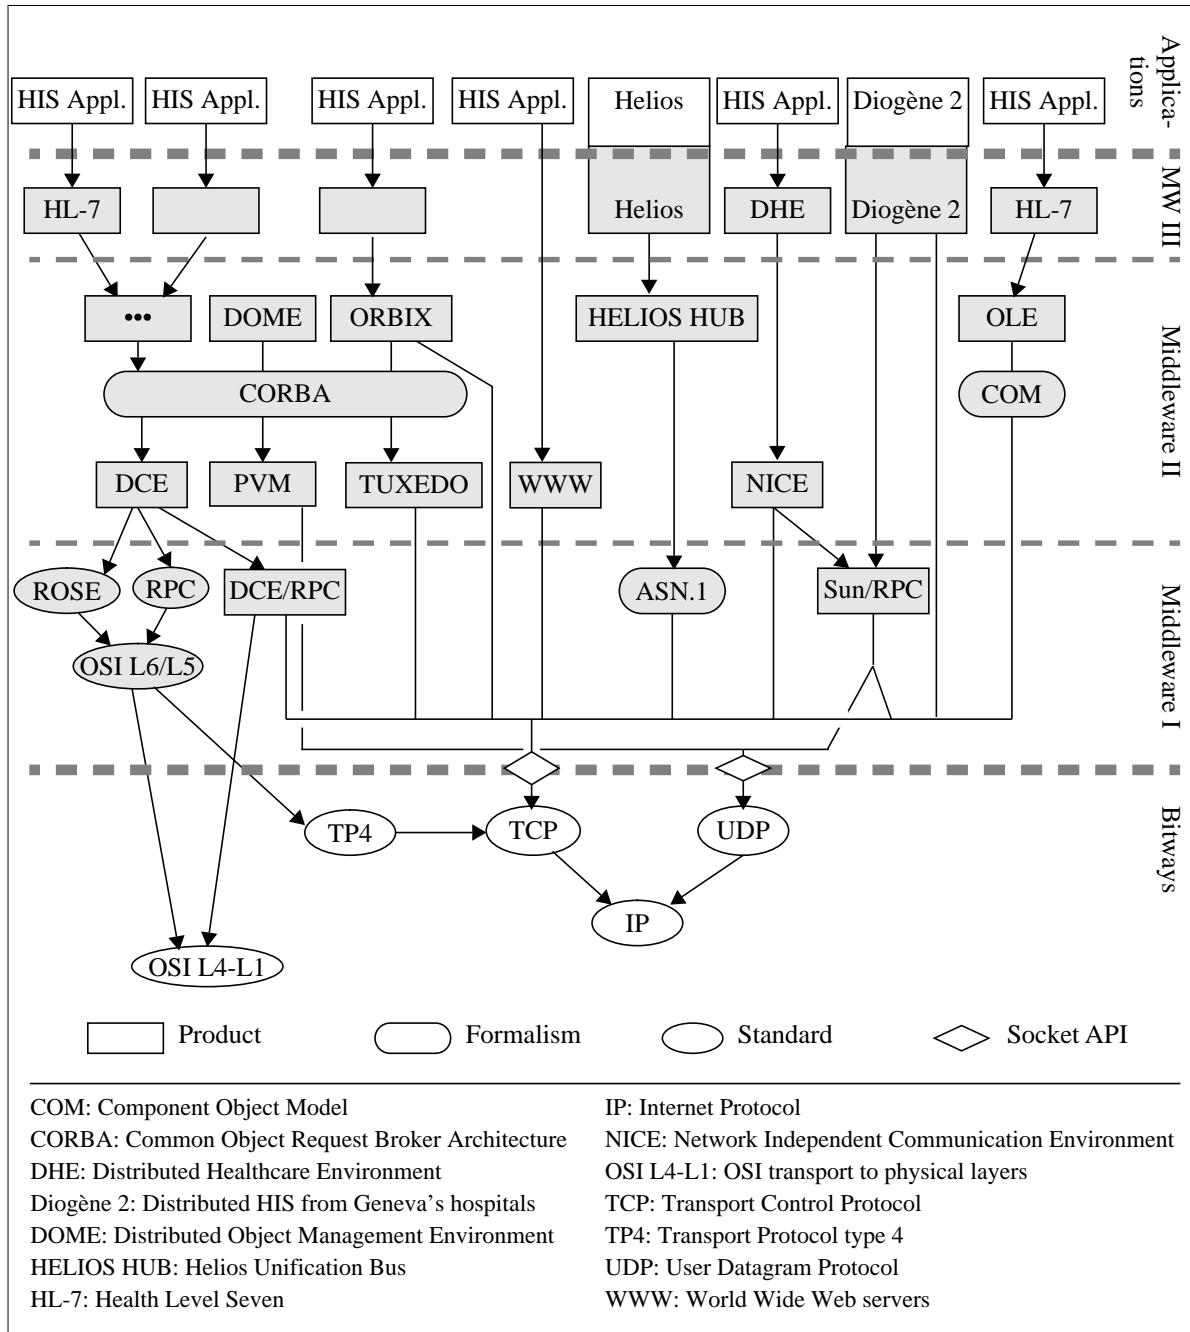 Applica-
tions
HIS Appl.
HIS Appl.
HIS Appl.
HIS Appl.
Helios
HIS Appl.
Diogène 2
HIS Appl.
MW III
HL-7
Helios
DHE
Diogène 2
HL-7
Middleware II
•••
DOME
ORBIX
HELIOS HUB
OLE
CORBA
COM
DCE
PVM
TUXEDO
WWW
NICE
Middleware I
ROSE
RPC
DCE/RPC
ASN.1
Sun/RPC
OSI L6/L5
Bitways
TP4
TCP
UDP
IP
OSI L4-L1
Product
Formalism
Standard
Socket API
COM: Component Object Model
CORBA: Common Object Request Broker Architecture
DHE: Distributed Healthcare Environment
Diogène 2: Distributed HIS from Geneva’s hospitals
DOME: Distributed Object Management Environment
HELIOS HUB: Helios Unification Bus
HL-7: Health Level Seven
IP: Internet Protocol
NICE: Network Independent Communication Environment
OSI L4-L1: OSI transport to physical layers
TCP: Transport Control Protocol
TP4: Transport Protocol type 4
UDP: User Datagram Protocol
WWW: World Wide Web servers